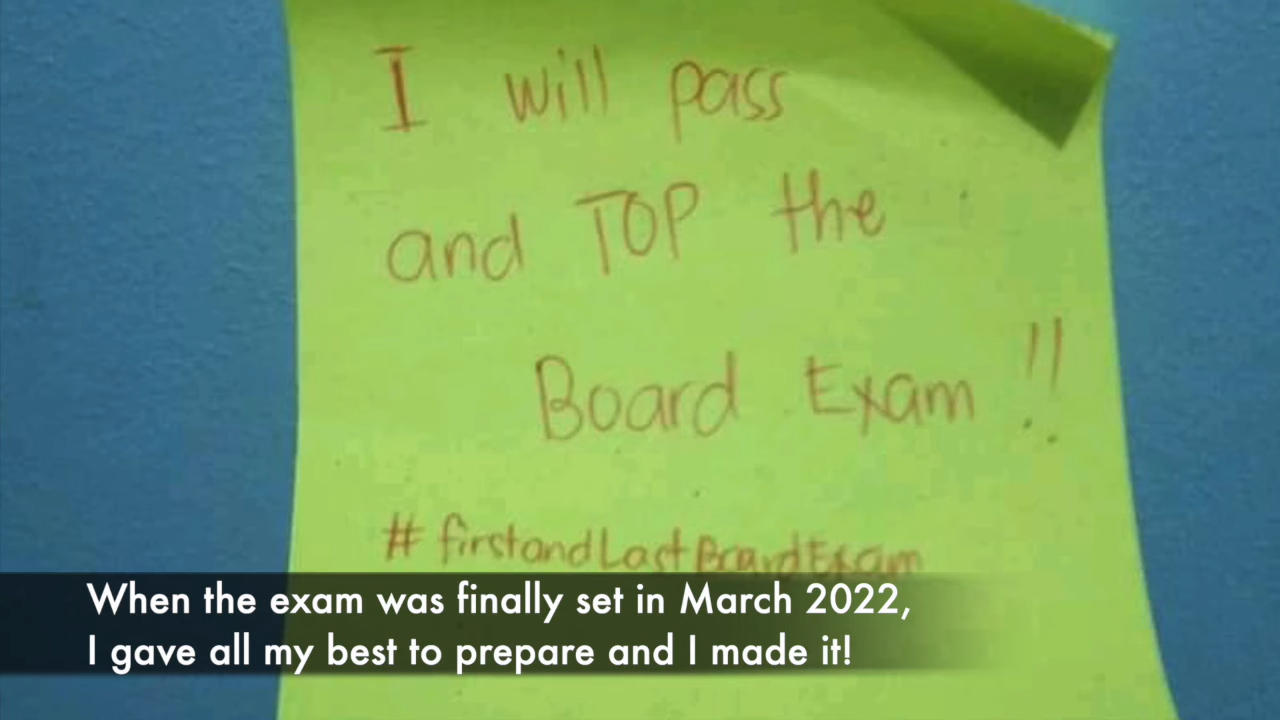 I will pass
and TOP the
Board Exam !!
#firstandLastBoardExam
When the exam was finally set in March 2022,
I gave all my best to prepare and I made it!